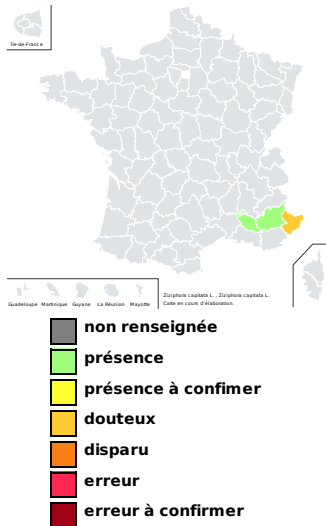 Île-de-France
Guadeloupe Martinique Guyane La Réunion Mayotte
Ziziphora capitata L. , Ziziphora capitata L.
Carte en cours d'élaboration.
non renseignée
présence
présence à confimer
douteux
disparu
erreur
erreur à confirmer